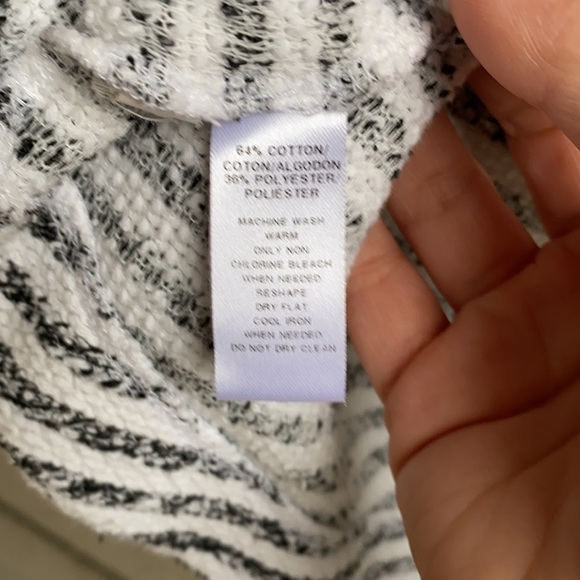 64% COTTON/
COTON/ALGODON
36% POLYESTER/
POLIESTER
MACHINE WASH
WARM
ONLY NON
CHLORINE BLEACH
WHEN NEEDED
RESHAPE
DRY FLAT
COOL IRON
WHEN NEEDED
DO NOT DRY CLEAN